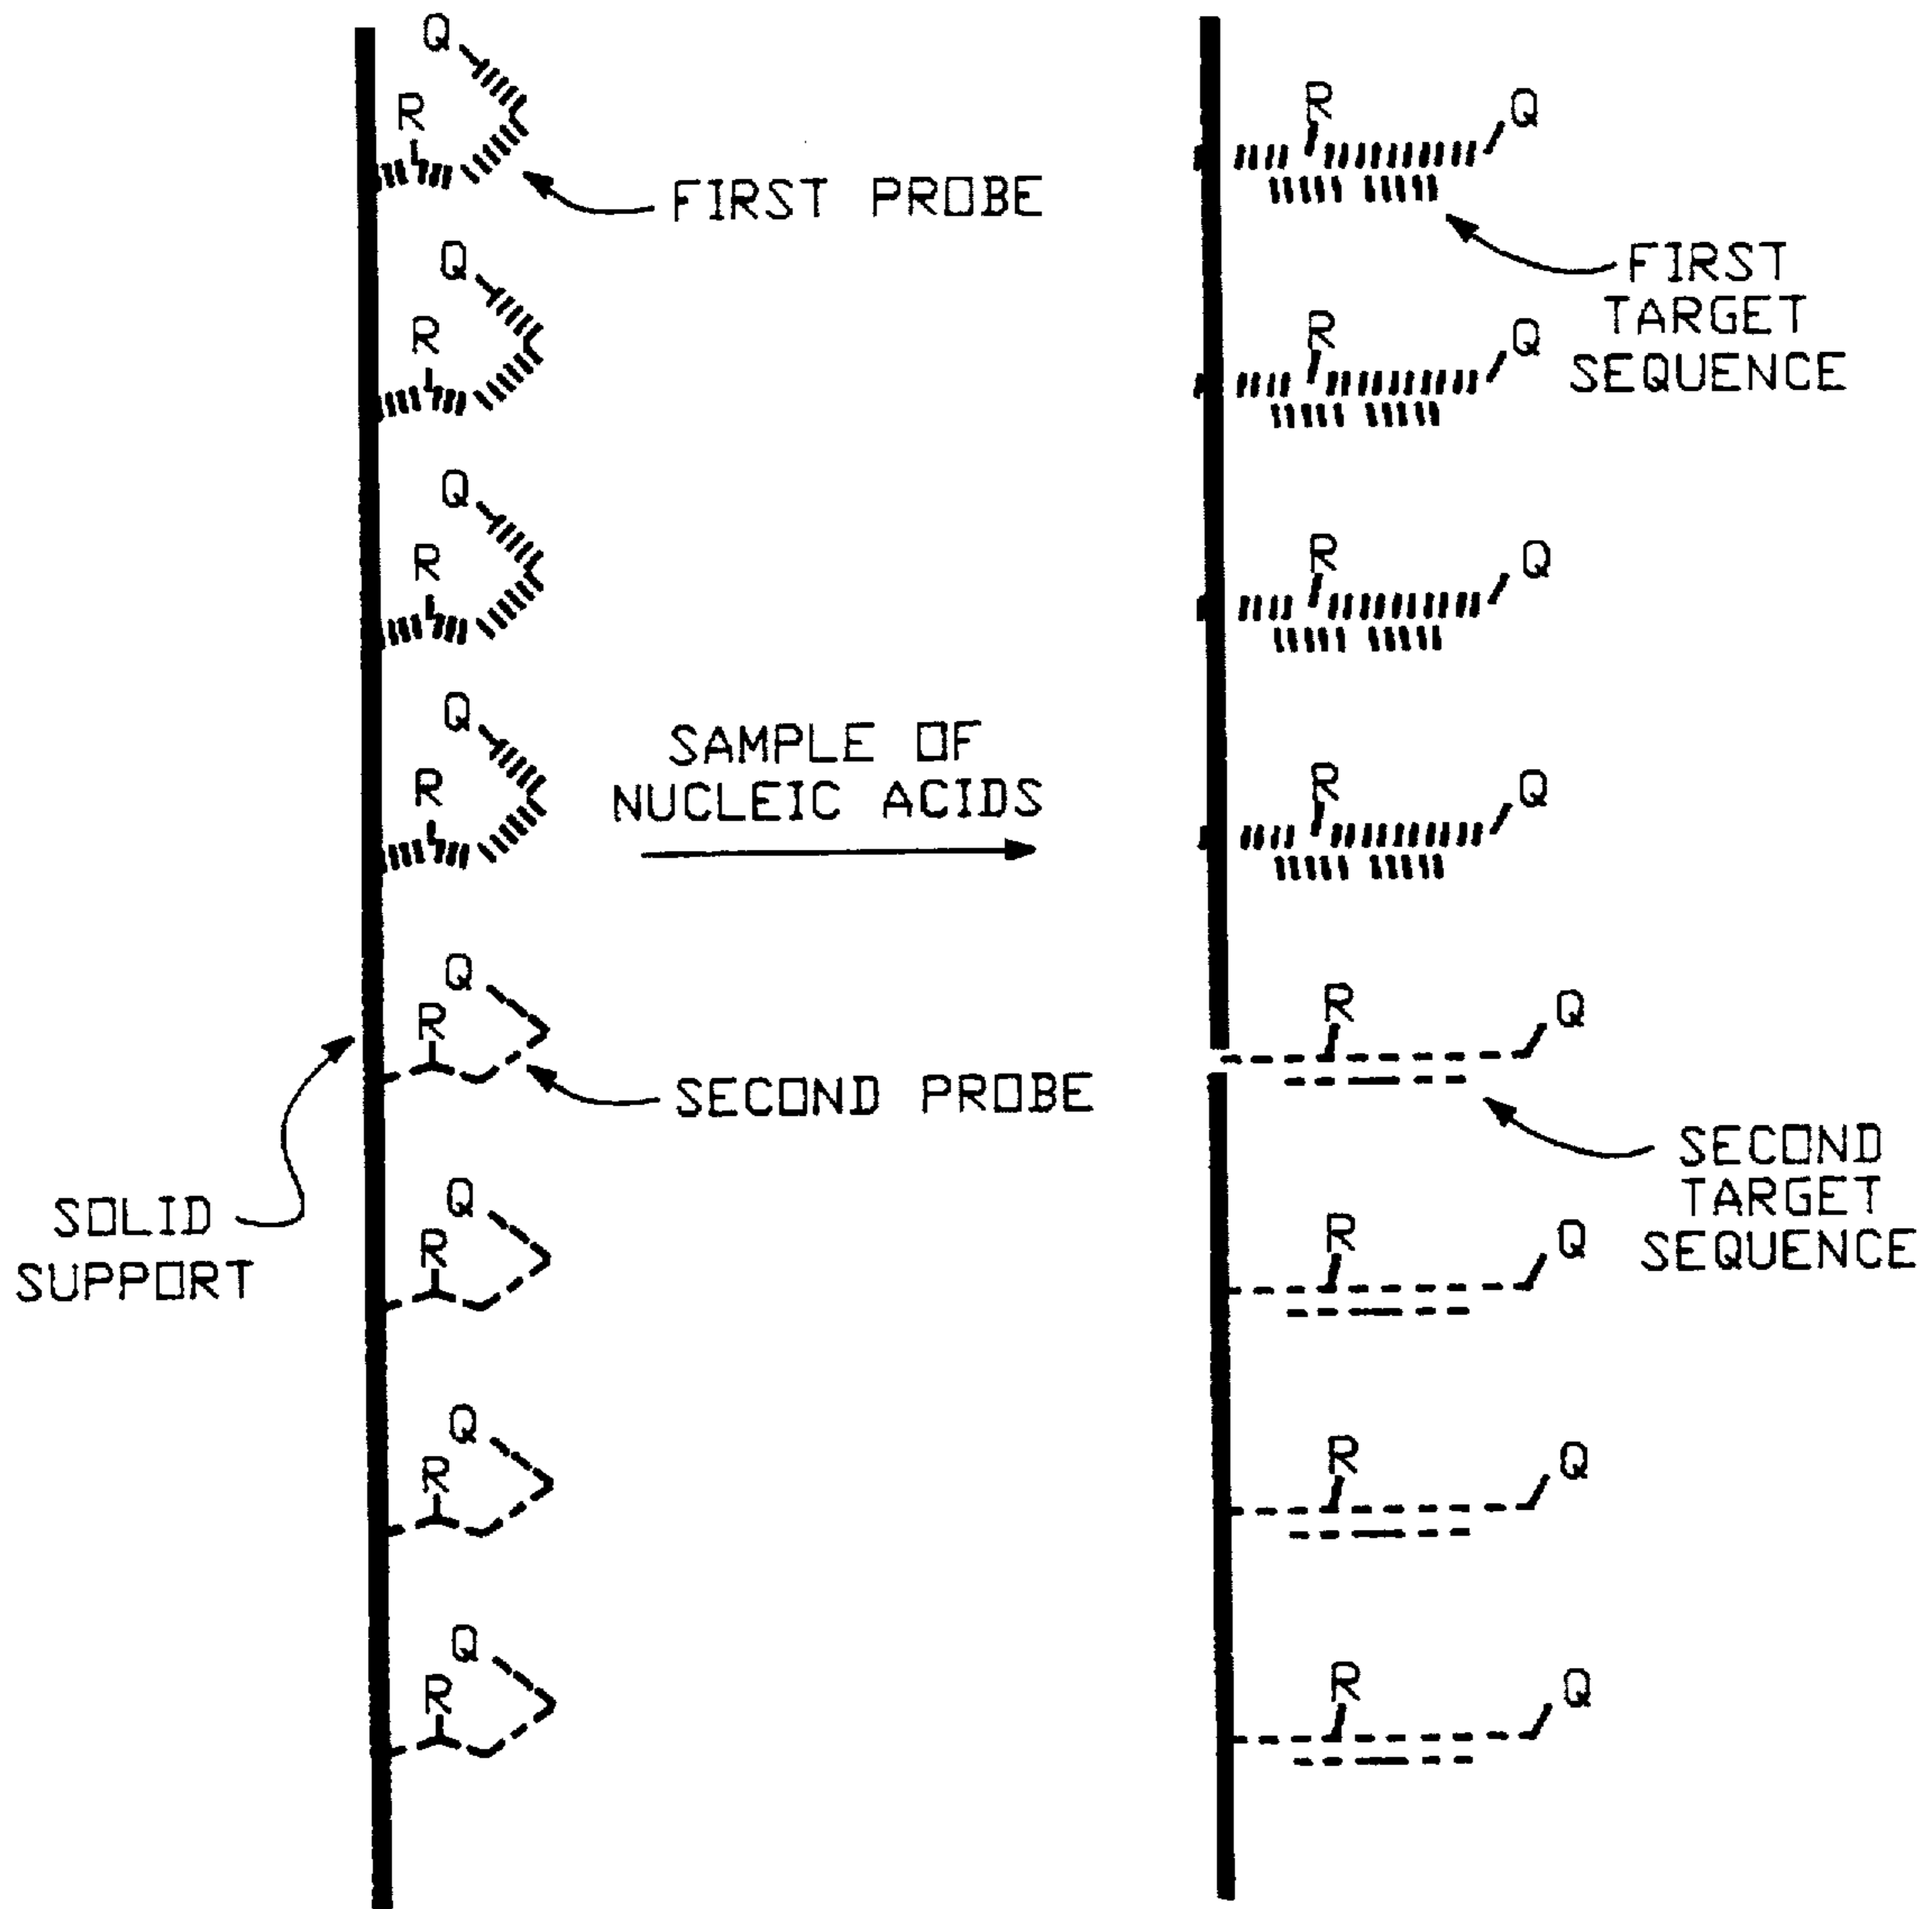 Q
R
FIRST PROBE
Q
R
Q
R
Q
R
SAMPLE OF
NUCLEIC ACIDS
Q
R
SECOND PROBE
SOLID
SUPPORT
Q
R
Q
R
Q
R
R Q
FIRST
TARGET
SEQUENCE
R Q
R Q
R Q
R Q
SECOND
TARGET
SEQUENCE
R Q
R Q
R Q